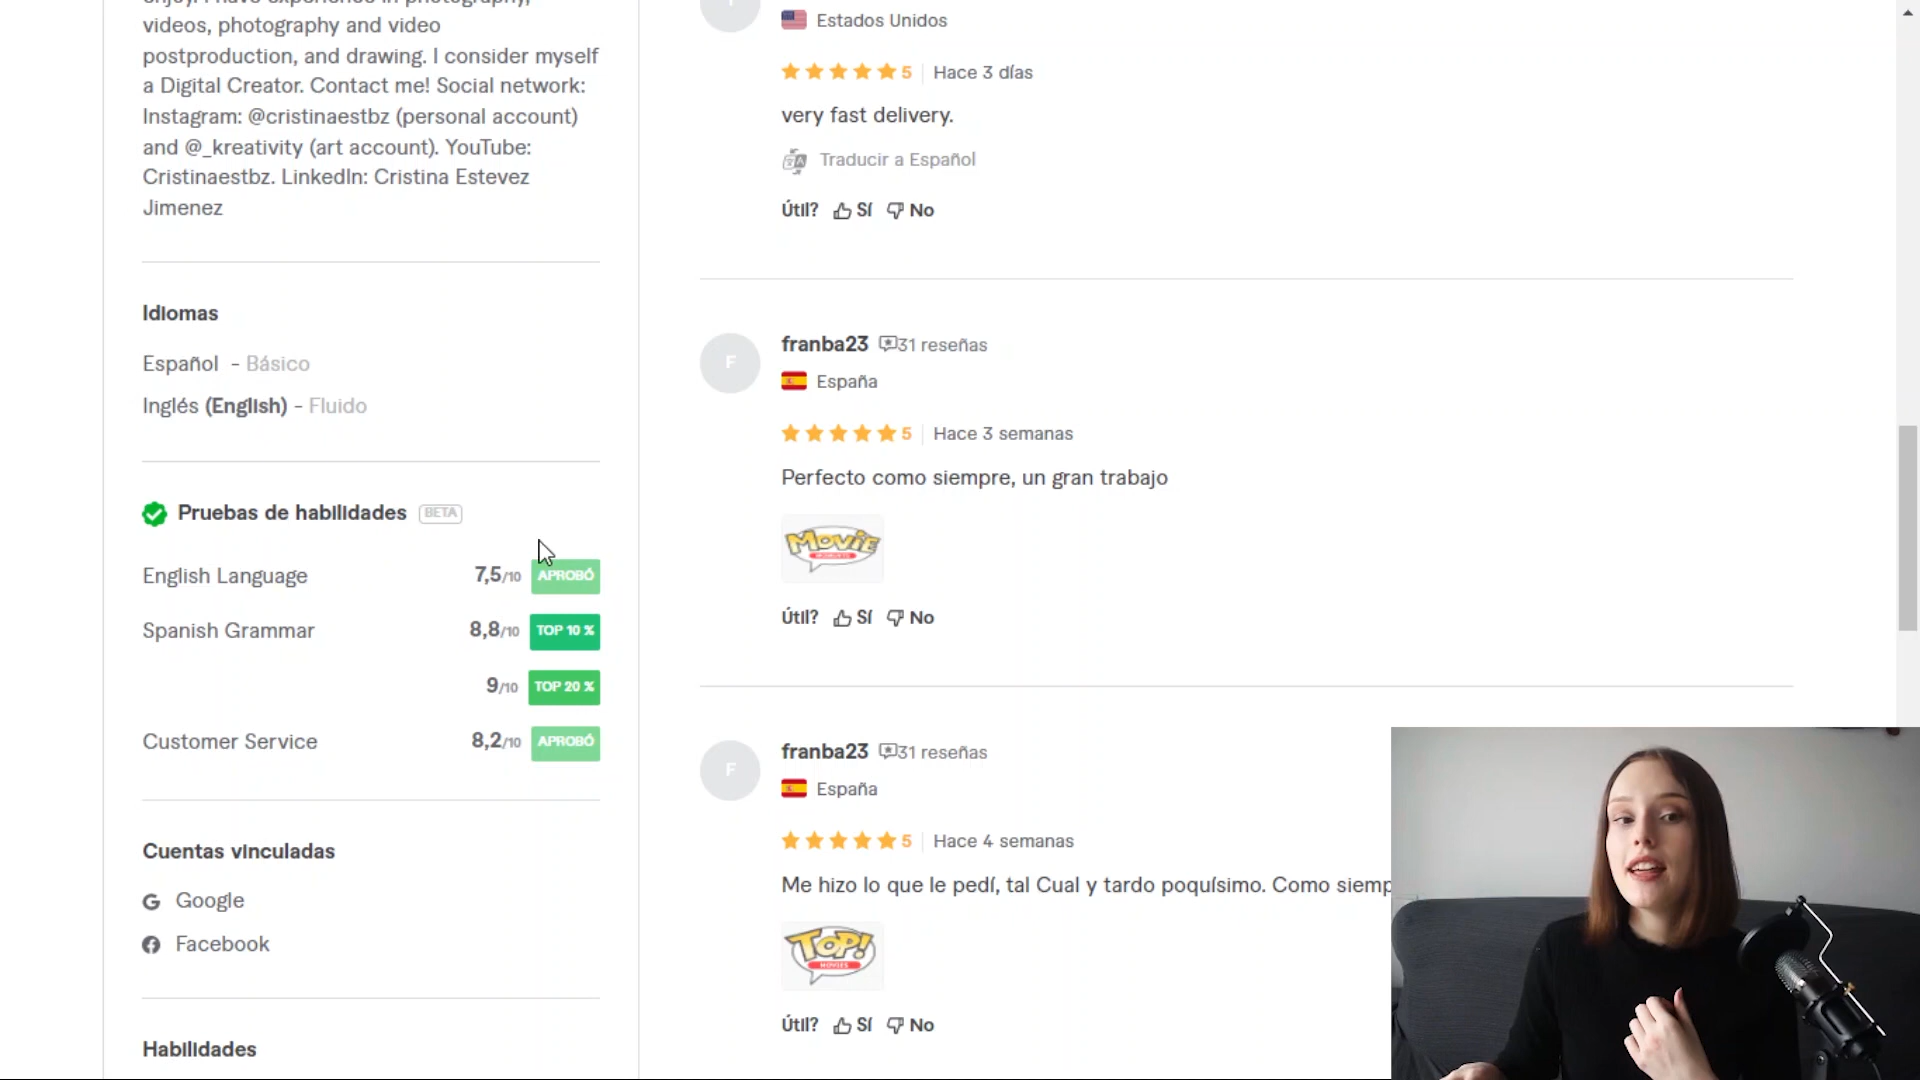 videos, photography and video
postproduction, and drawing. I consider myself
a Digital Creator. Contact me! Social network:
Instagram: @cristinaestbz (personal account)
and @_kreativity (art account). YouTube:
Cristinaestbz. LinkedIn: Cristina Estevez
Jimenez
Idiomas
Español - Básico
Inglés (English) - Fluido
Pruebas de habilidades BETA
English Language 7,5/10 APROBÓ
Spanish Grammar 8,8/10 TOP 10 %
9/10 TOP 20 %
Customer Service 8,2/10 APROBÓ
Cuentas vinculadas
G Google
Facebook
Habilidades
Estados Unidos
5 Hace 3 días
very fast delivery.
Traducir a Español
Útil? Sí No
F
franba23 31 reseñas
España
5 Hace 3 semanas
Perfecto como siempre, un gran trabajo
MOVIE
Útil? Sí No
F
franba23 31 reseñas
España
5 Hace 4 semanas
Me hizo lo que le pedí, tal Cual y tardo poquísimo. Como siemp
TOP!
MOVIES
Útil? Sí No